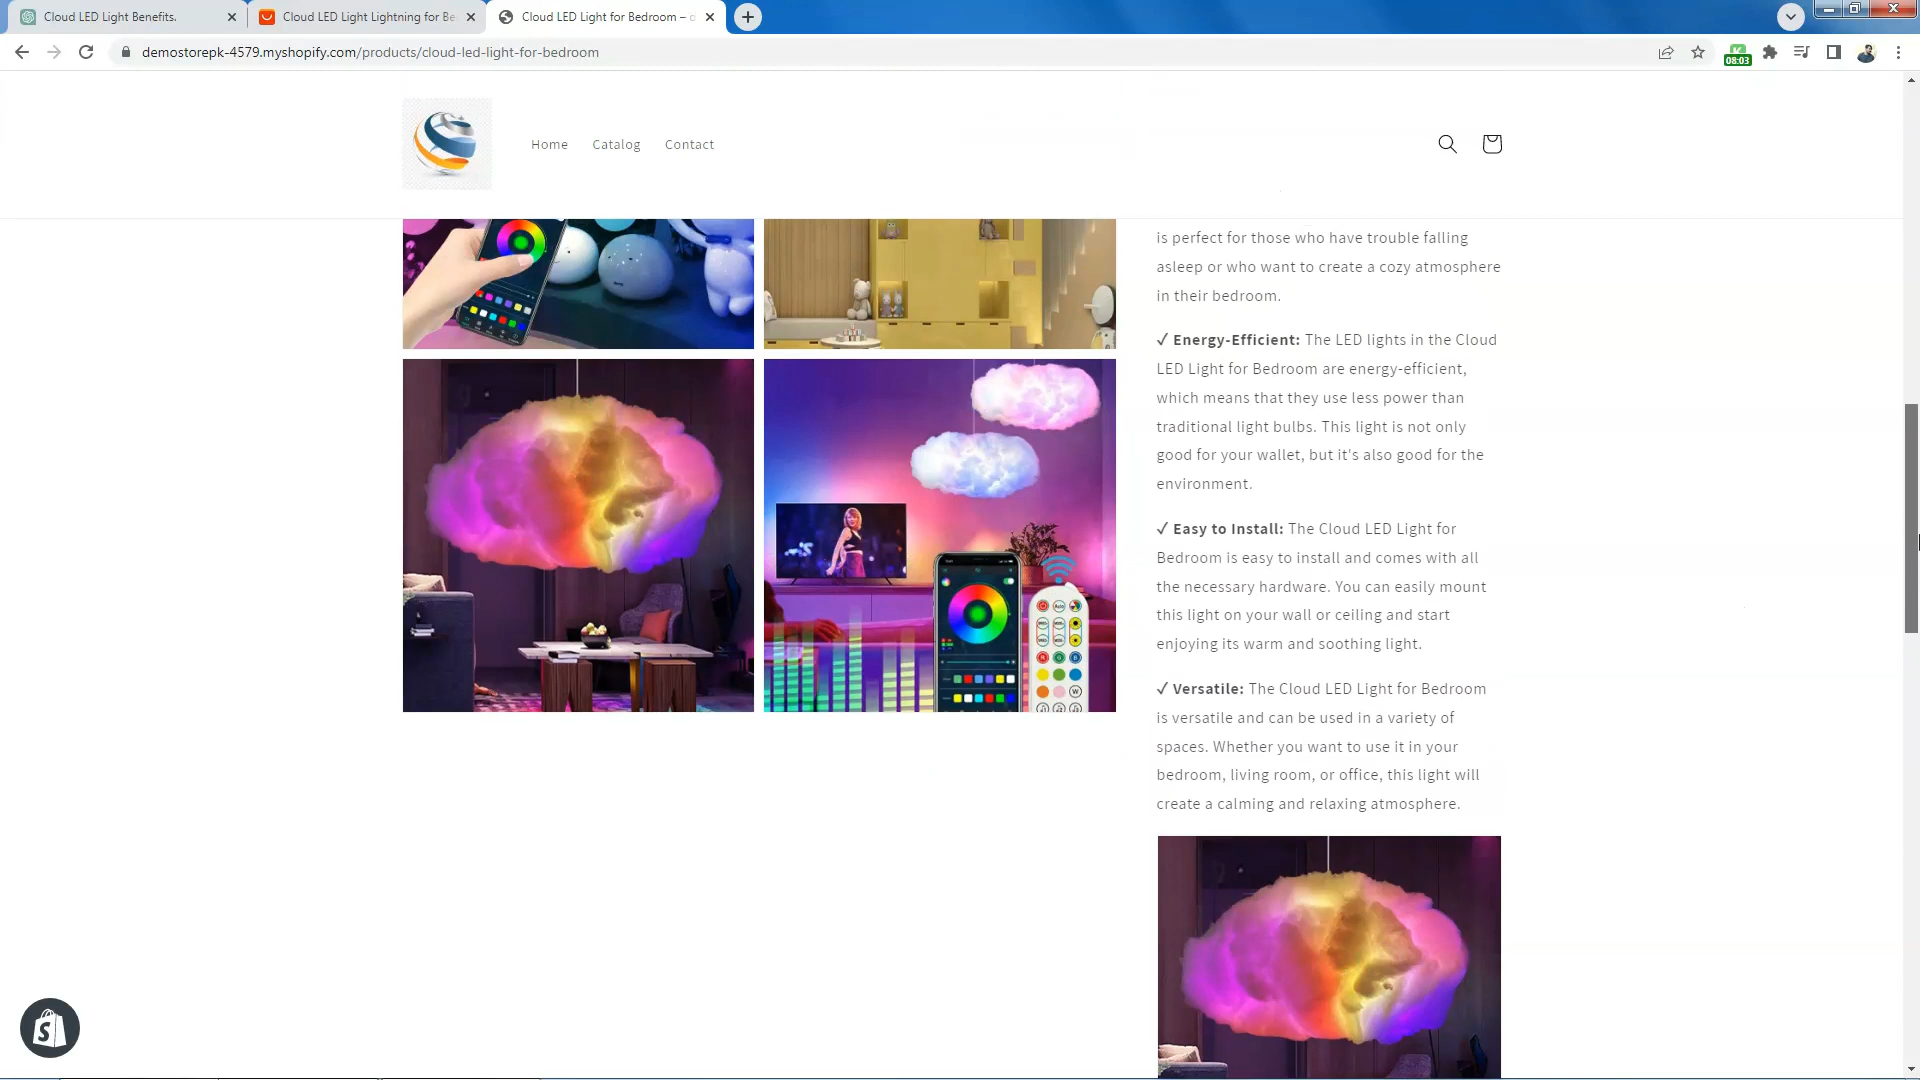 Cloud LED Light Benefits.
Cloud LED Light Lightning for Be
Cloud LED Light for Bedroom – d
demostorepk-4579.myshopify.com/products/cloud-led-light-for-bedroom
08:03
Home
Catalog
Contact
is perfect for those who have trouble falling
asleep or who want to create a cozy atmosphere
in their bedroom.
✓ Energy-Efficient: The LED lights in the Cloud
LED Light for Bedroom are energy-efficient,
which means that they use less power than
traditional light bulbs. This light is not only
good for your wallet, but it's also good for the
environment.
✓ Easy to Install: The Cloud LED Light for
Bedroom is easy to install and comes with all
the necessary hardware. You can easily mount
this light on your wall or ceiling and start
enjoying its warm and soothing light.
✓ Versatile: The Cloud LED Light for Bedroom
is versatile and can be used in a variety of
spaces. Whether you want to use it in your
bedroom, living room, or office, this light will
create a calming and relaxing atmosphere.